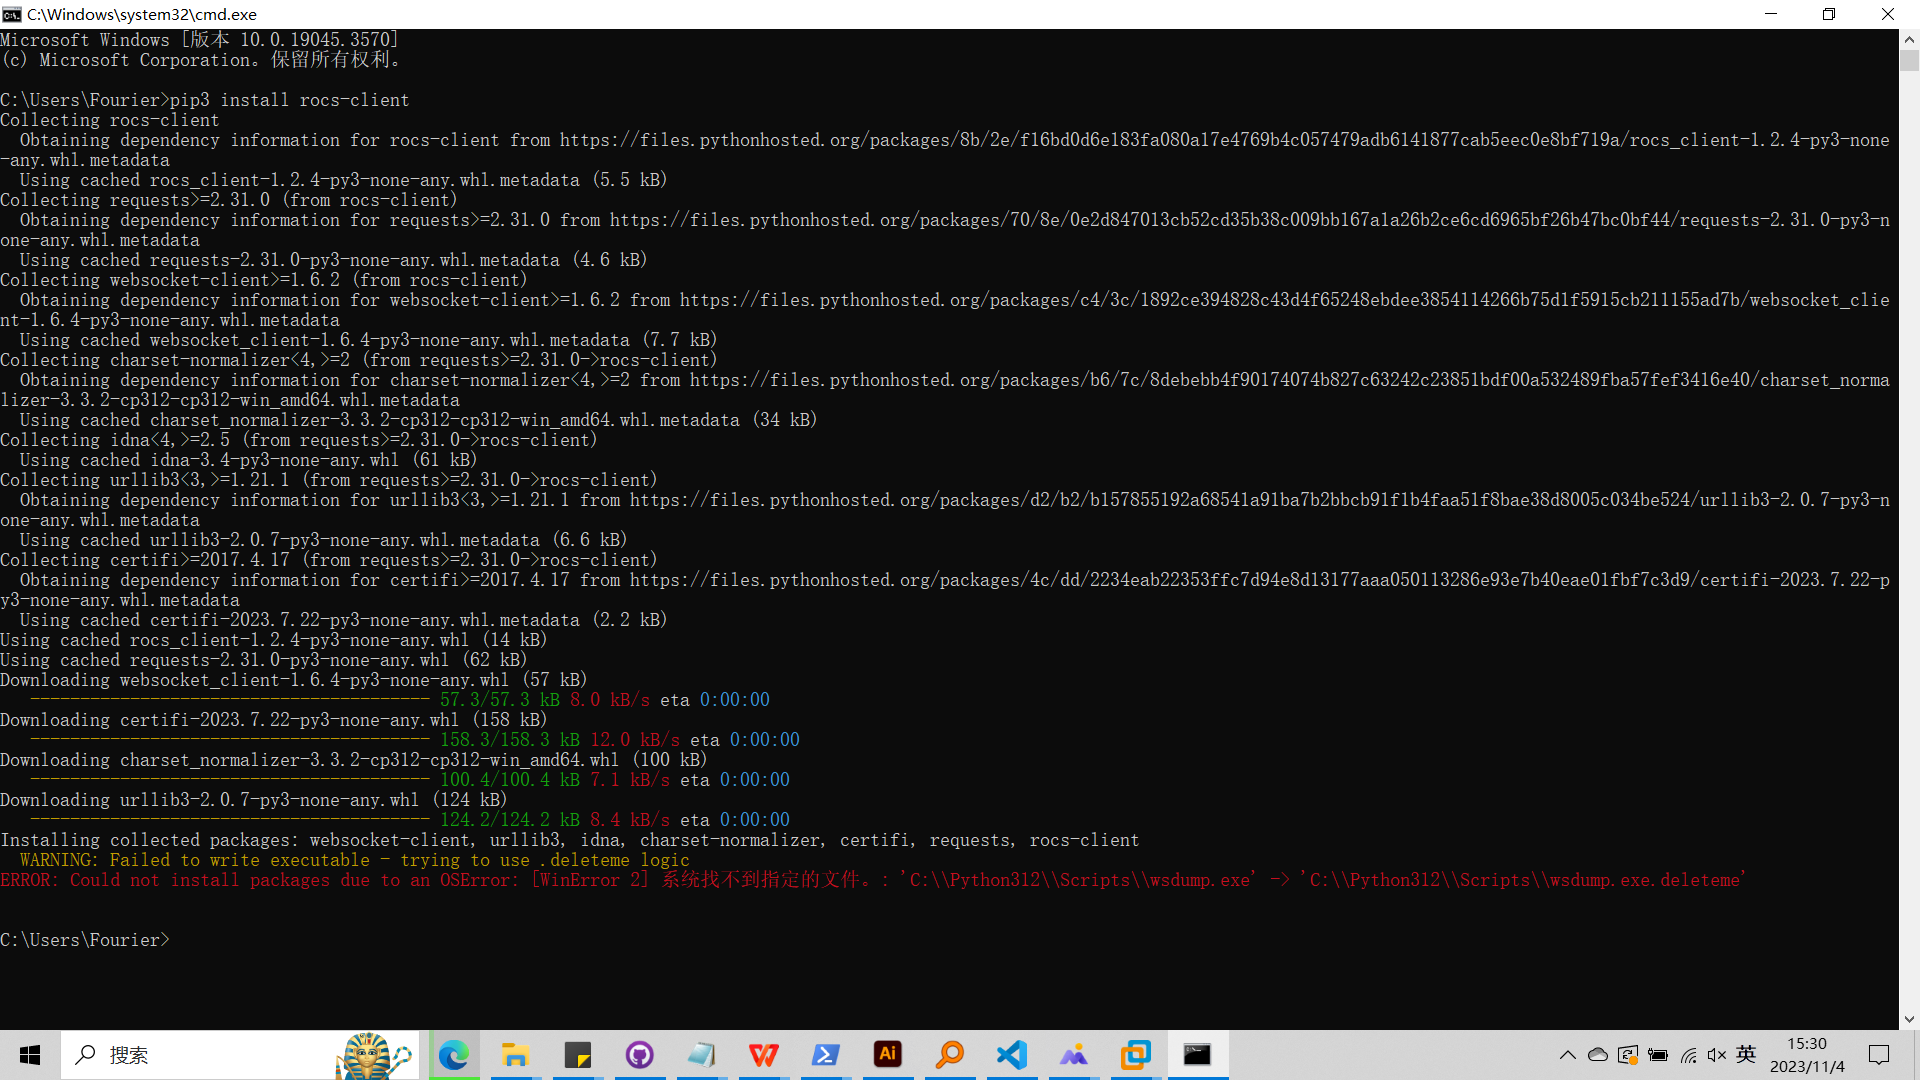 C:\Windows\system32\cmd.exe
Microsoft Windows [版本 10.0.19045.3570]
(c) Microsoft Corporation。保留所有权利。
C:\Users\Fourier>pip3 install rocs-client
Collecting rocs-client
  Obtaining dependency information for rocs-client from https://files.pythonhosted.org/packages/8b/2e/f16bd0d6e183fa080a17e4769b4c057479adb6141877cab5eec0e8bf719a/rocs_client-1.2.4-py3-none
-any.whl.metadata
  Using cached rocs_client-1.2.4-py3-none-any.whl.metadata (5.5 kB)
Collecting requests>=2.31.0 (from rocs-client)
  Obtaining dependency information for requests>=2.31.0 from https://files.pythonhosted.org/packages/70/8e/0e2d847013cb52cd35b38c009bb167a1a26b2ce6cd6965bf26b47bc0bf44/requests-2.31.0-py3-n
one-any.whl.metadata
  Using cached requests-2.31.0-py3-none-any.whl.metadata (4.6 kB)
Collecting websocket-client>=1.6.2 (from rocs-client)
  Obtaining dependency information for websocket-client>=1.6.2 from https://files.pythonhosted.org/packages/c4/3c/1892ce394828c43d4f65248ebdee3854114266b75d1f5915cb211155ad7b/websocket_clie
nt-1.6.4-py3-none-any.whl.metadata
  Using cached websocket_client-1.6.4-py3-none-any.whl.metadata (7.7 kB)
Collecting charset-normalizer<4,>=2 (from requests>=2.31.0->rocs-client)
  Obtaining dependency information for charset-normalizer<4,>=2 from https://files.pythonhosted.org/packages/b6/7c/8debebb4f90174074b827c63242c23851bdf00a532489fba57fef3416e40/charset_norma
lizer-3.3.2-cp312-cp312-win_amd64.whl.metadata
  Using cached charset_normalizer-3.3.2-cp312-cp312-win_amd64.whl.metadata (34 kB)
Collecting idna<4,>=2.5 (from requests>=2.31.0->rocs-client)
  Using cached idna-3.4-py3-none-any.whl (61 kB)
Collecting urllib3<3,>=1.21.1 (from requests>=2.31.0->rocs-client)
  Obtaining dependency information for urllib3<3,>=1.21.1 from https://files.pythonhosted.org/packages/d2/b2/b157855192a68541a91ba7b2bbcb91f1b4faa51f8bae38d8005c034be524/urllib3-2.0.7-py3-n
one-any.whl.metadata
  Using cached urllib3-2.0.7-py3-none-any.whl.metadata (6.6 kB)
Collecting certifi>=2017.4.17 (from requests>=2.31.0->rocs-client)
  Obtaining dependency information for certifi>=2017.4.17 from https://files.pythonhosted.org/packages/4c/dd/2234eab22353ffc7d94e8d13177aaa050113286e93e7b40eae01fbf7c3d9/certifi-2023.7.22-p
y3-none-any.whl.metadata
  Using cached certifi-2023.7.22-py3-none-any.whl.metadata (2.2 kB)
Using cached rocs_client-1.2.4-py3-none-any.whl (14 kB)
Using cached requests-2.31.0-py3-none-any.whl (62 kB)
Downloading websocket_client-1.6.4-py3-none-any.whl (57 kB)
   ---------------------------------------- 57.3/57.3 kB 8.0 kB/s eta 0:00:00
Downloading certifi-2023.7.22-py3-none-any.whl (158 kB)
   ---------------------------------------- 158.3/158.3 kB 12.0 kB/s eta 0:00:00
Downloading charset_normalizer-3.3.2-cp312-cp312-win_amd64.whl (100 kB)
   ---------------------------------------- 100.4/100.4 kB 7.1 kB/s eta 0:00:00
Downloading urllib3-2.0.7-py3-none-any.whl (124 kB)
   ---------------------------------------- 124.2/124.2 kB 8.4 kB/s eta 0:00:00
Installing collected packages: websocket-client, urllib3, idna, charset-normalizer, certifi, requests, rocs-client
  WARNING: Failed to write executable - trying to use .deleteme logic
ERROR: Could not install packages due to an OSError: [WinError 2] 系统找不到指定的文件。: 'C:\\Python312\\Scripts\\wsdump.exe' -> 'C:\\Python312\\Scripts\\wsdump.exe.deleteme'
C:\Users\Fourier>
搜索
Ai
英
15:30
2023/11/4